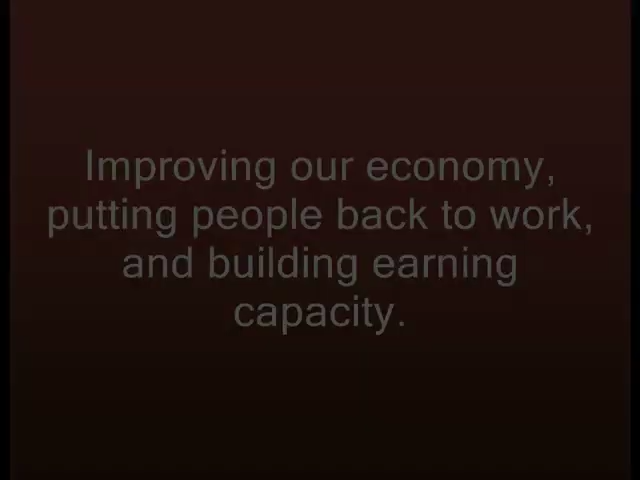 Improving our economy,
putting people back to work,
and building earning
capacity.